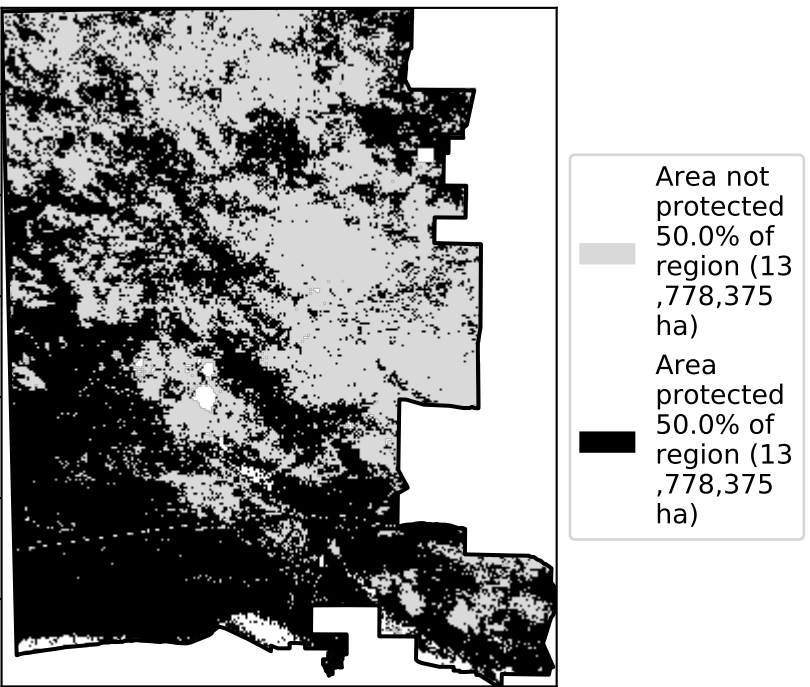 Area not
protected
50.0% of
region (13
,778,375
ha)
Area
protected
50.0% of
region (13
,778,375
ha)